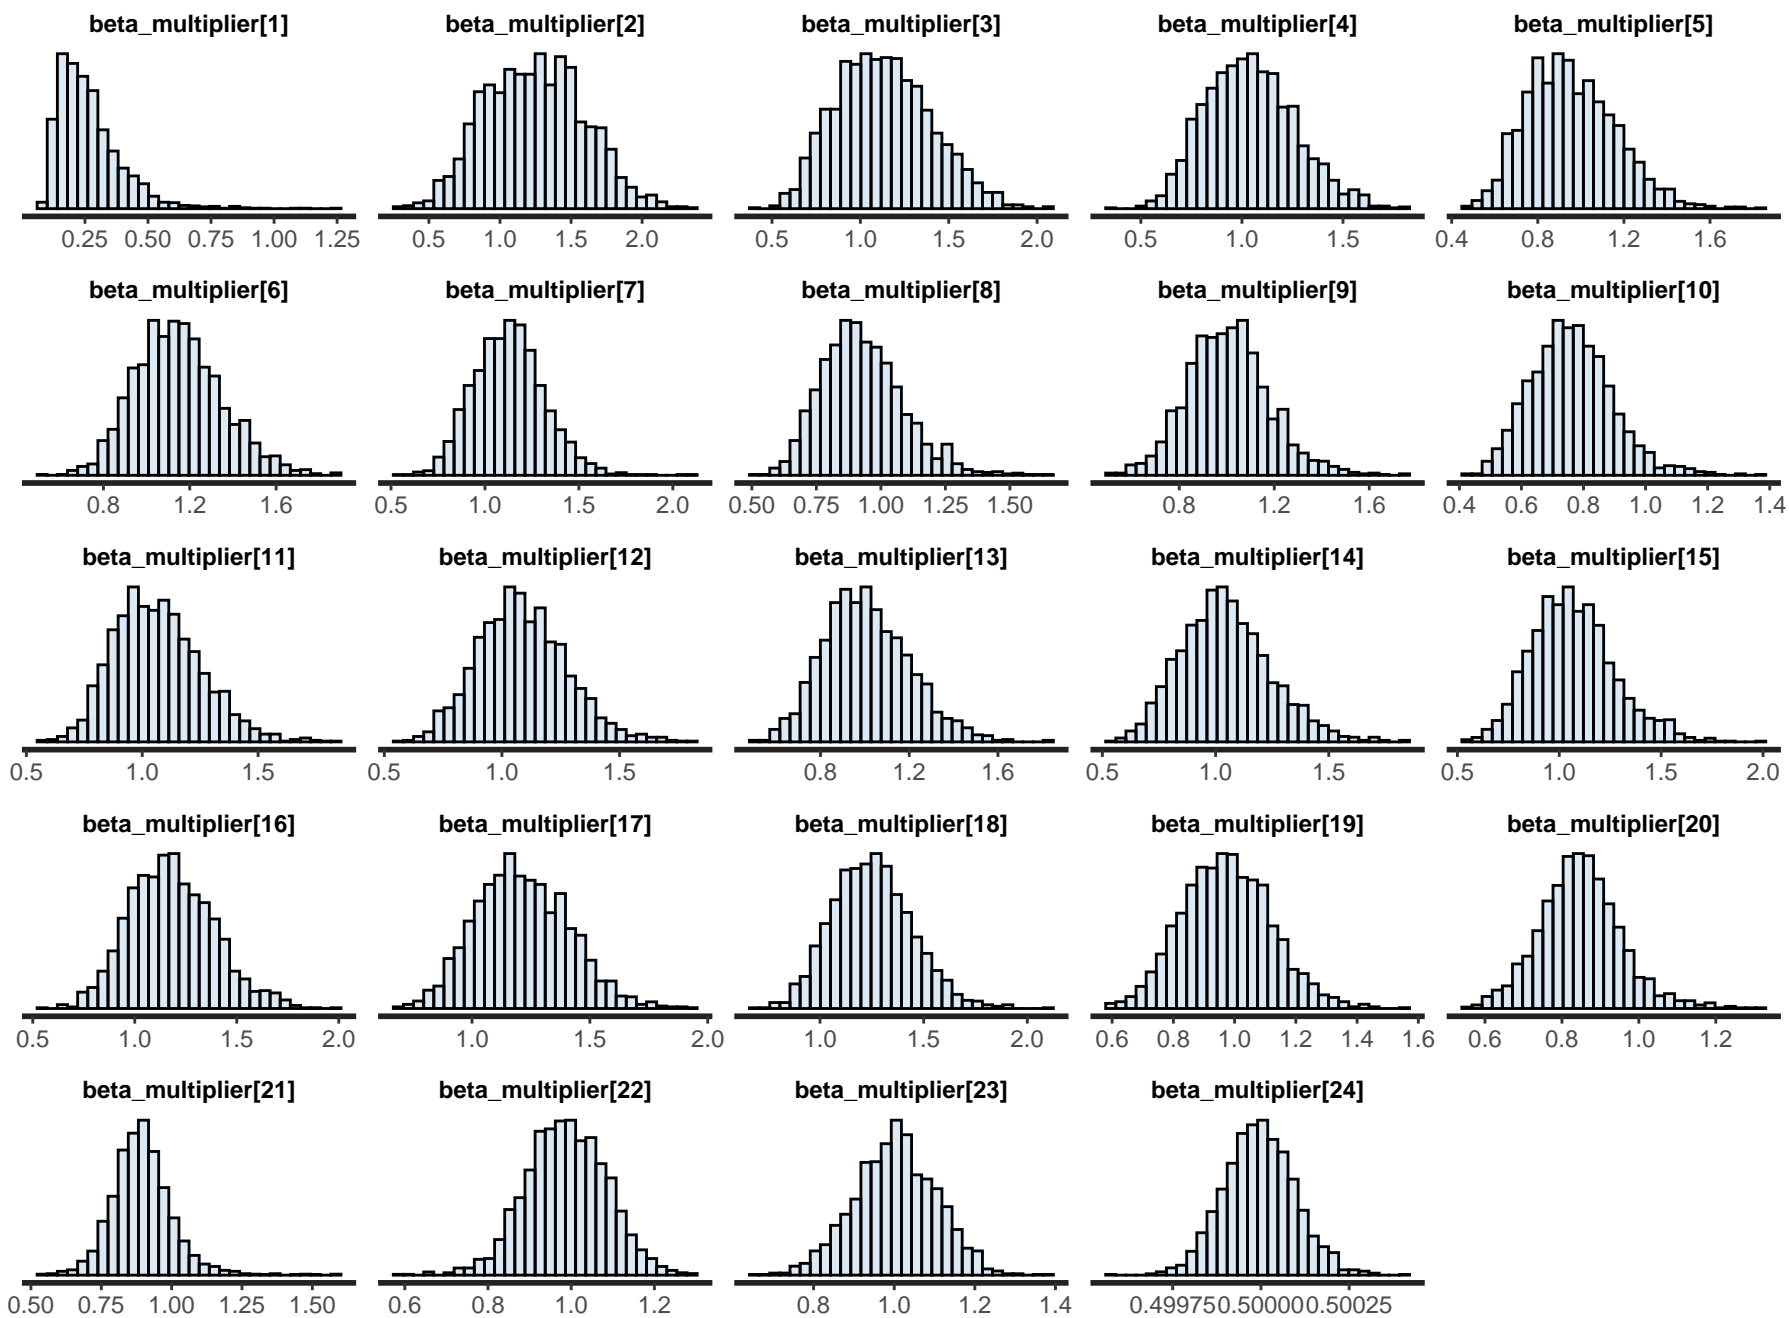 beta_multiplier[1] beta_multiplier[2] beta_multiplier[3] beta_multiplier[4] beta_multiplier[5]
0.25 0.50 0.75 1.00 1.25 0.5 1.0 1.5 2.0 0.5 1.0 1.5 2.0 0.5 1.0 1.5 0.4 0.8 1.2 1.6
beta_multiplier[6] beta_multiplier[7] beta_multiplier[8] beta_multiplier[9] beta_multiplier[10]
0.8 1.2 1.6 0.5 1.0 1.5 2.0 0.50 0.75 1.00 1.25 1.50 0.8 1.2 1.6 0.4 0.6 0.8 1.0 1.2 1.4
beta_multiplier[11] beta_multiplier[12] beta_multiplier[13] beta_multiplier[14] beta_multiplier[15]
0.5 1.0 1.5 0.5 1.0 1.5 0.8 1.2 1.6 0.5 1.0 1.5 0.5 1.0 1.5 2.0
beta_multiplier[16] beta_multiplier[17] beta_multiplier[18] beta_multiplier[19] beta_multiplier[20]
0.5 1.0 1.5 2.0 1.0 1.5 2.0 1.0 1.5 2.0 0.6 0.8 1.0 1.2 1.4 1.6 0.6 0.8 1.0 1.2
beta_multiplier[21] beta_multiplier[22] beta_multiplier[23] beta_multiplier[24]
0.50 0.75 1.00 1.25 1.50 0.6 0.8 1.0 1.2 0.8 1.0 1.2 1.4 0.49975 0.50000 0.50025